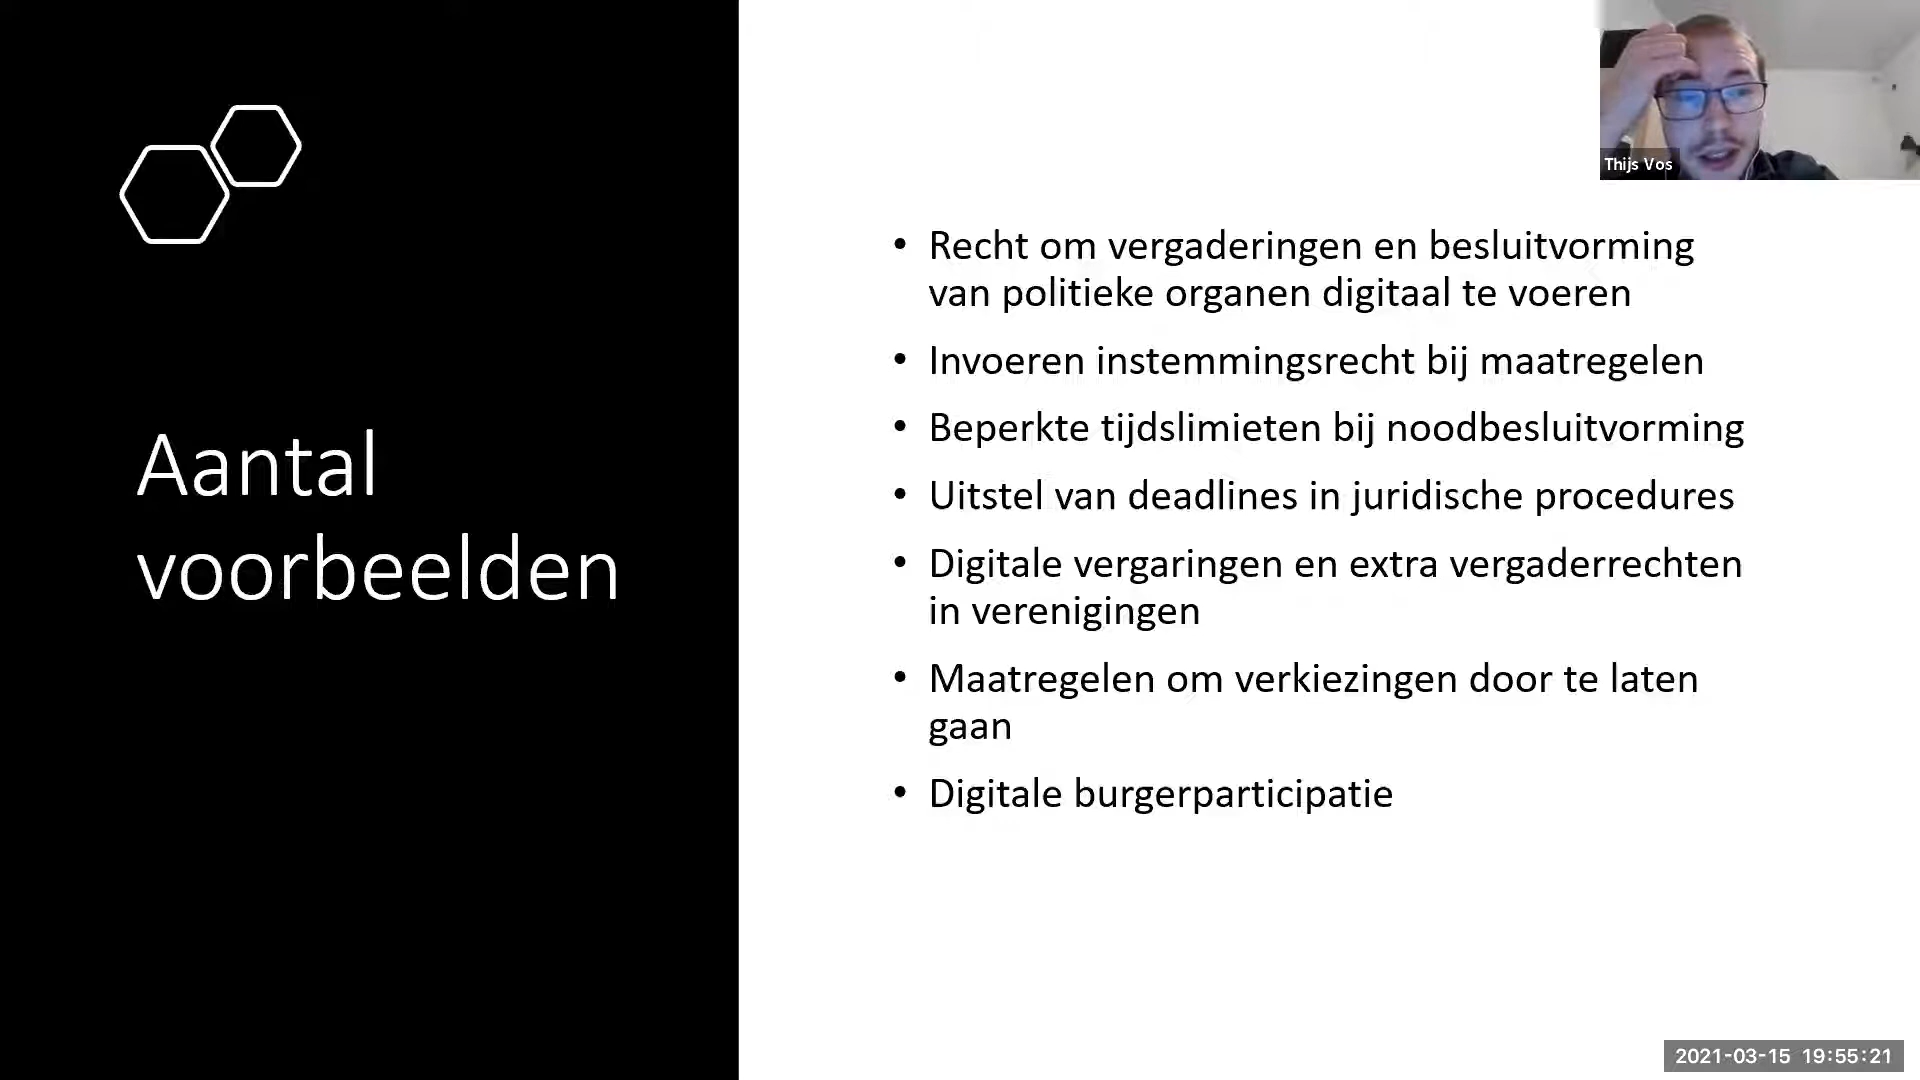 Aantal
voorbeelden
Thijs Vos
• Recht om vergaderingen en besluitvorming
van politieke organen digitaal te voeren
• Invoeren instemmingsrecht bij maatregelen
• Beperkte tijdslimieten bij noodbesluitvorming
• Uitstel van deadlines in juridische procedures
• Digitale vergaringen en extra vergaderrechten
in verenigingen
• Maatregelen om verkiezingen door te laten
gaan
• Digitale burgerparticipatie
2021-03-15 19:55:21